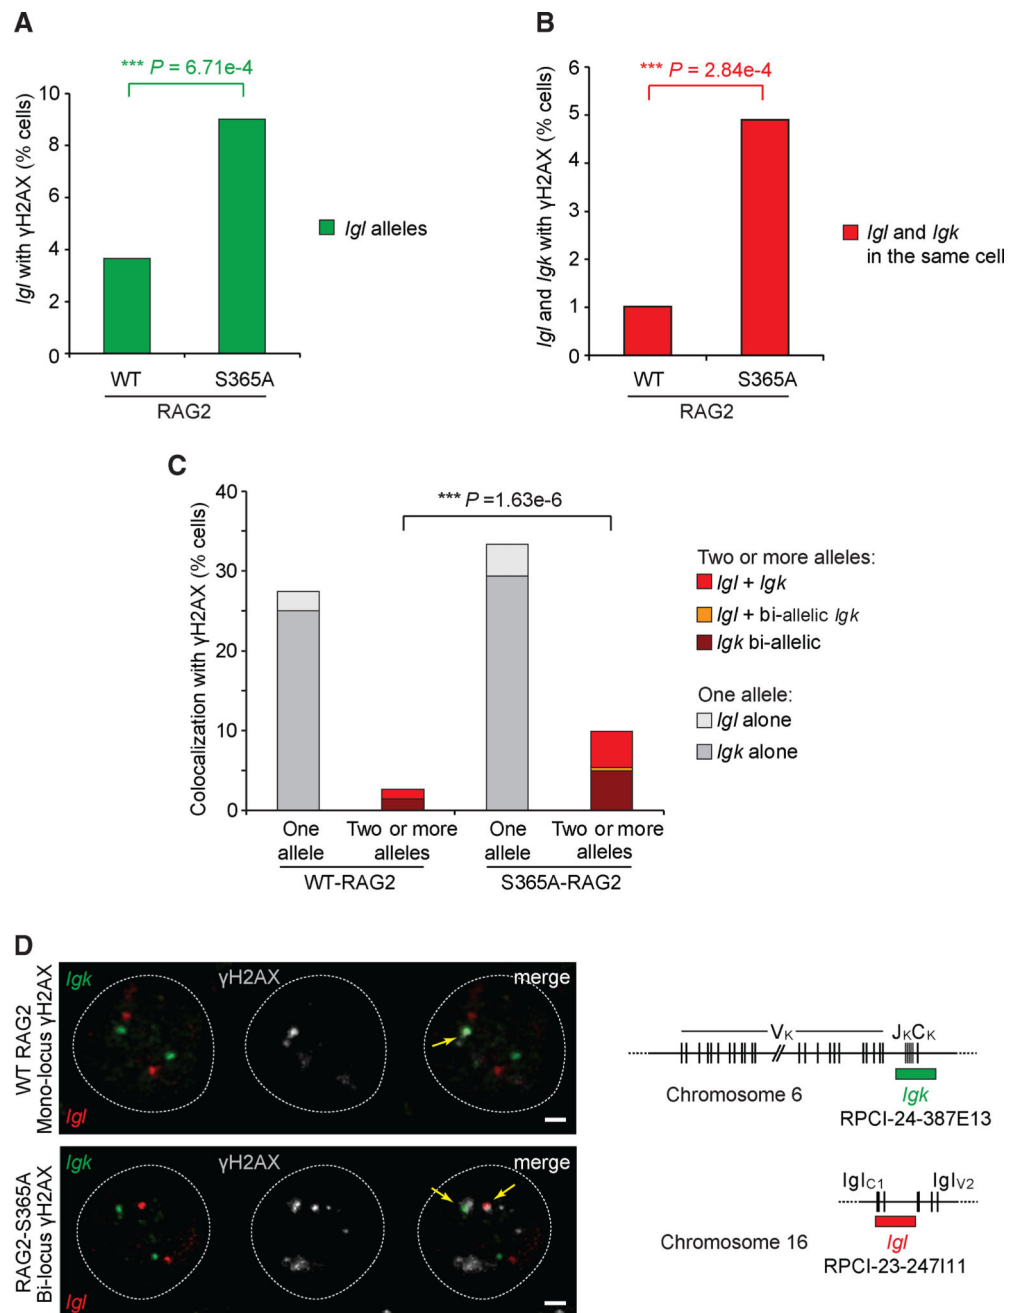 A
*** P = 6.71e-4
Igl with γH2AX (% cells)
10
8
6
4
2
0
WT
S365A
RAG2
Igl alleles
B
*** P = 2.84e-4
Igl and Igk with γH2AX (% cells)
6
5
4
3
2
1
0
WT
S365A
RAG2
Igl and Igk
in the same cell
C
*** P =1.63e-6
Colocalization with γH2AX (% cells)
40
30
20
10
0
One
allele
Two or more
alleles
One
allele
Two or more
alleles
WT-RAG2
S365A-RAG2
Two or more alleles:
Igl + Igk
Igl + bi-allelic Igk
Igk bi-allelic
One allele:
Igl alone
Igk alone
D
WT RAG2
Mono-locus γH2AX
Igk
Igl
γH2AX
merge
RAG2-S365A
Bi-locus γH2AX
Igk
Igl
γH2AX
merge
VK
JKCK
Chromosome 6
Igk
RPCI-24-387E13
IglC1
IglV2
Chromosome 16
Igl
RPCI-23-247I11